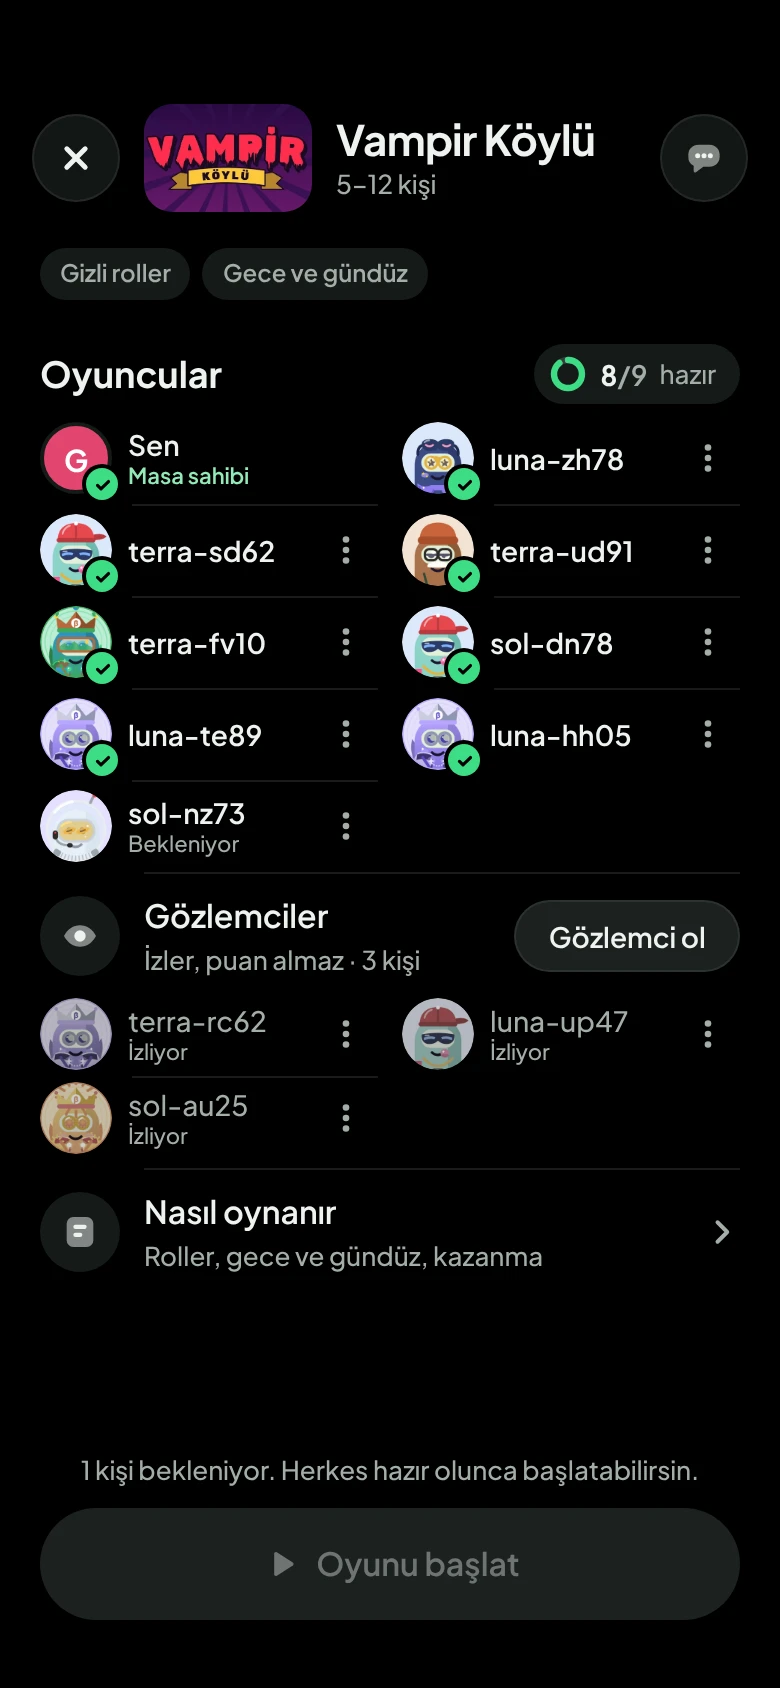 VAMPİR
KÖYLÜ
Vampir Köylü
5–12 kişi
Gizli roller
Gece ve gündüz
Oyuncular
8/9 hazır
G
Sen
Masa sahibi
luna-zh78
terra-sd62
terra-ud91
terra-fv10
sol-dn78
luna-te89
luna-hh05
sol-nz73
Bekleniyor
Gözlemciler
İzler, puan almaz · 3 kişi
Gözlemci ol
terra-rc62
İzliyor
luna-up47
İzliyor
sol-au25
İzliyor
Nasıl oynanır
Roller, gece ve gündüz, kazanma
1 kişi bekleniyor. Herkes hazır olunca başlatabilirsin.
Oyunu başlat